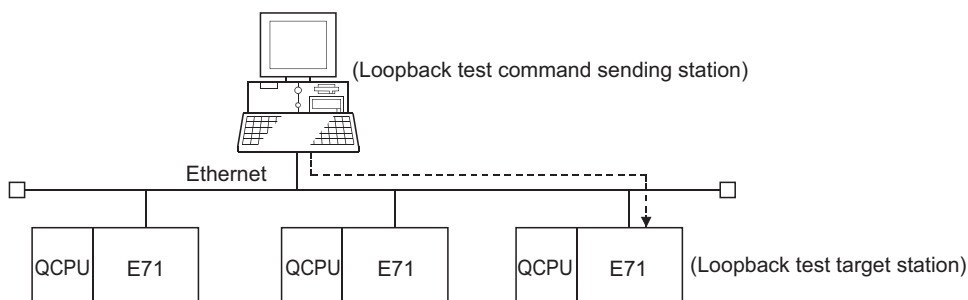 (Loopback test command sending station)
Ethernet
QCPU E71 QCPU E71 QCPU E71
(Loopback test target station)